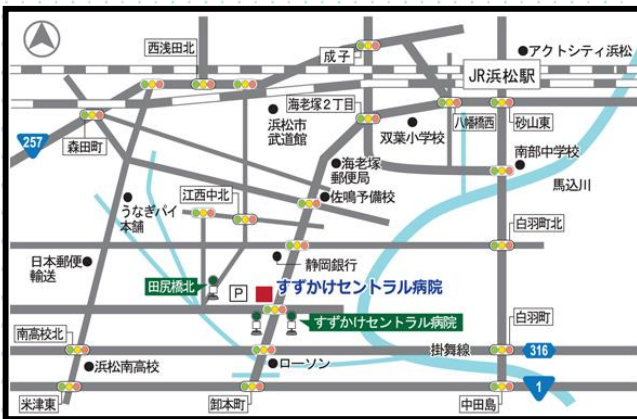 西浅田北
成子
アクトシティ浜松
JR浜松駅
257
森田町
浜松市
武道館
海老塚2丁目
双葉小学校
八幡橋西
砂山東
海老塚
郵便局
南部中学校
馬込川
うなぎパイ
本舗
江西中北
佐鳴予備校
白羽町北
日本郵便
輸送
静岡銀行
田尻橋北
P
すずかけセントラル病院
すずかけセントラル病院
白羽町
南高校北
掛舞線
316
浜松南高校
ローソン
1
米津東
卸本町
中田島